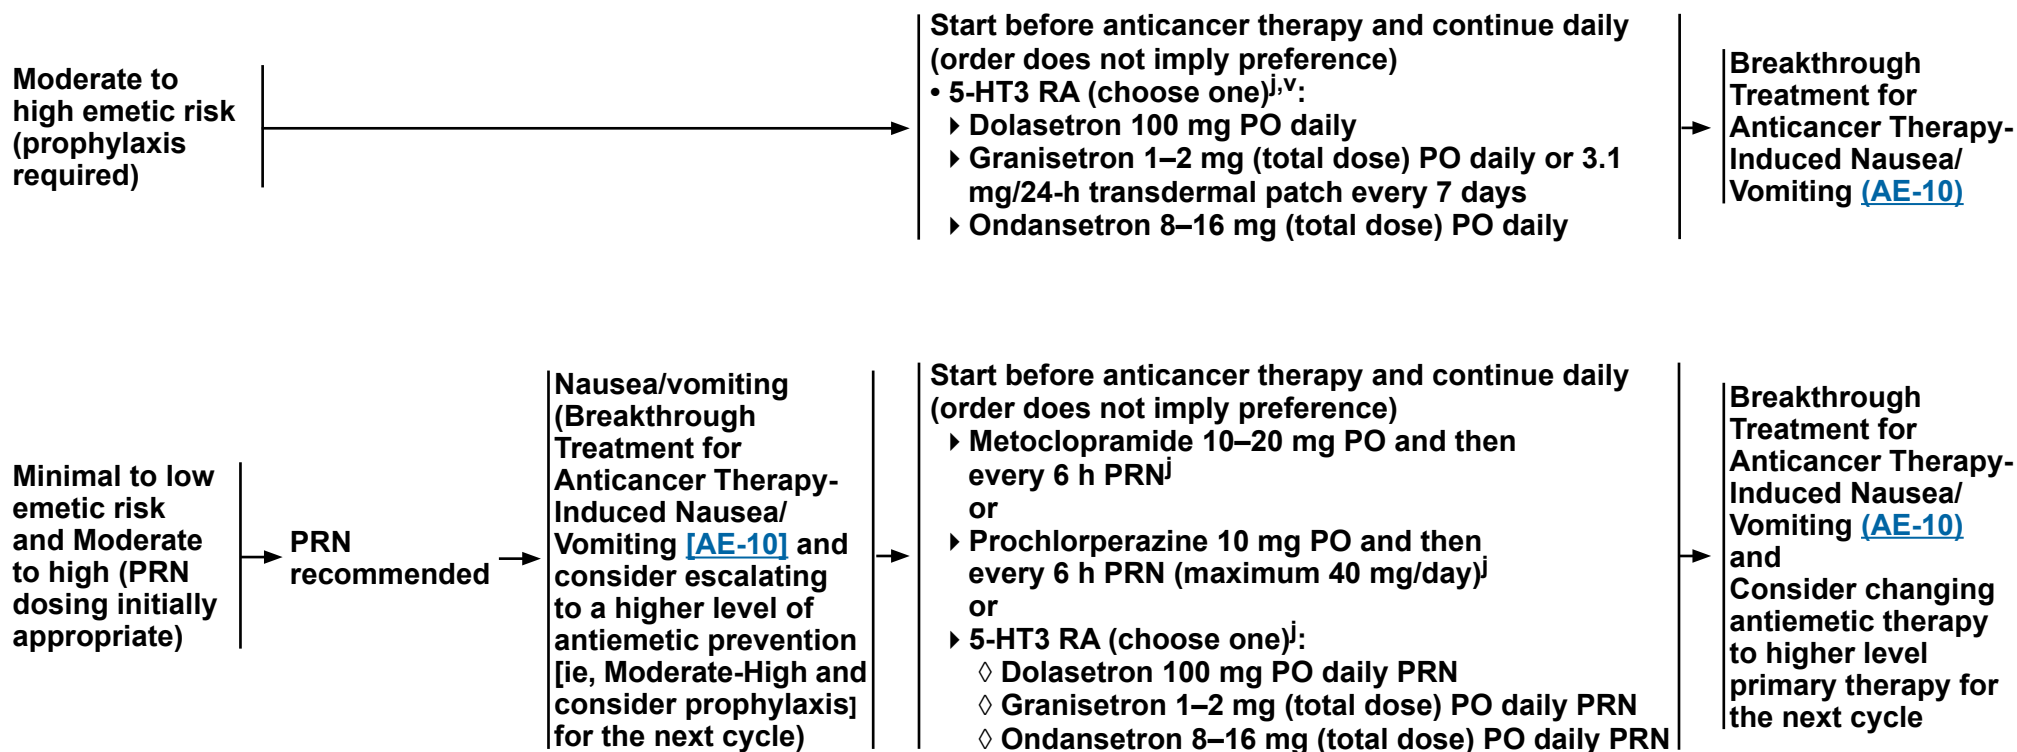 Moderate to
high emetic risk
(prophylaxis
required)
Start before anticancer therapy and continue daily
(order does not imply preference)
• 5-HT3 RA (choose one)j,v:
Dolasetron 100 mg PO daily
Granisetron 1–2 mg (total dose) PO daily or 3.1
mg/24-h transdermal patch every 7 days
Ondansetron 8–16 mg (total dose) PO daily
Breakthrough
Treatment for
Anticancer Therapy-
Induced Nausea/
Vomiting (AE-10)
Minimal to low
emetic risk
and Moderate
to high (PRN
dosing initially
appropriate)
PRN
recommended
Nausea/vomiting
(Breakthrough
Treatment for
Anticancer Therapy-
Induced Nausea/
Vomiting [AE-10] and
consider escalating
to a higher level of
antiemetic prevention
[ie, Moderate-High and
consider prophylaxis]
for the next cycle)
Start before anticancer therapy and continue daily
(order does not imply preference)
Metoclopramide 10–20 mg PO and then
every 6 h PRNj
or
Prochlorperazine 10 mg PO and then
every 6 h PRN (maximum 40 mg/day)j
or
5-HT3 RA (choose one)j:
◊ Dolasetron 100 mg PO daily PRN
◊ Granisetron 1–2 mg (total dose) PO daily PRN
◊ Ondansetron 8–16 mg (total dose) PO daily PRN
Breakthrough
Treatment for
Anticancer Therapy-
Induced Nausea/
Vomiting (AE-10)
and
Consider changing
antiemetic therapy
to higher level
primary therapy for
the next cycle